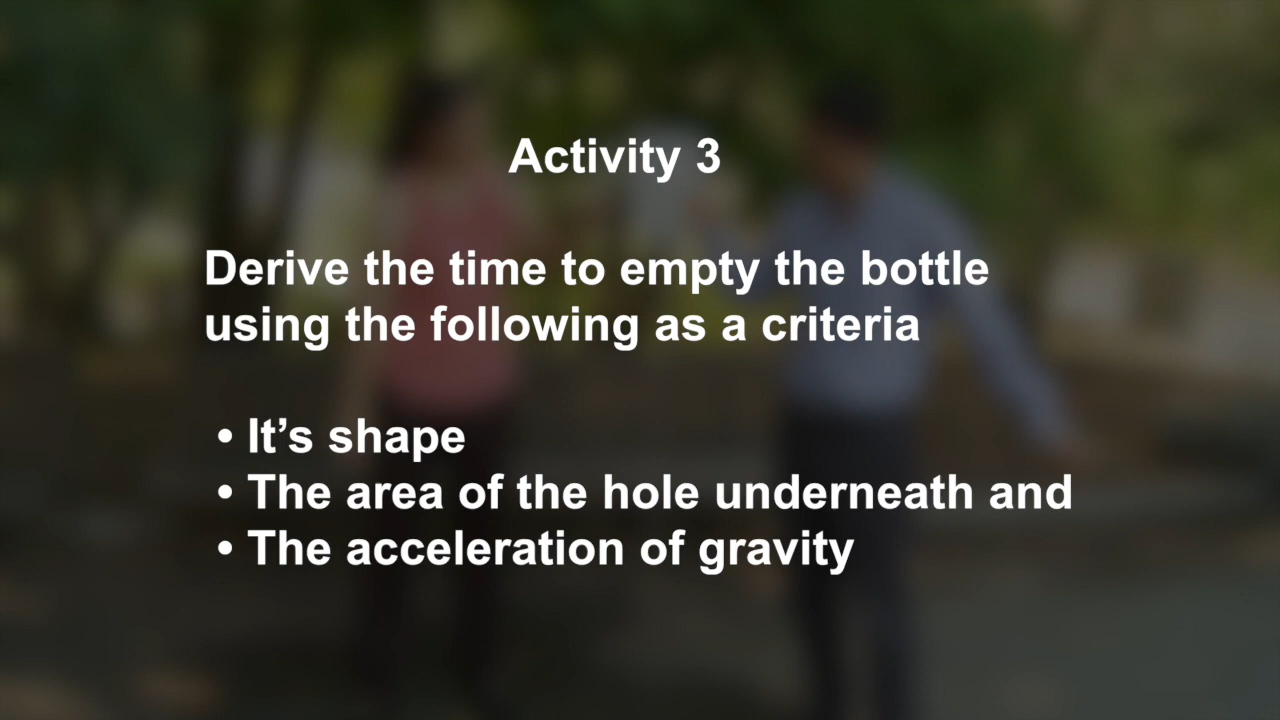 Activity 3
Derive the time to empty the bottle
using the following as a criteria
• It’s shape
• The area of the hole underneath and
• The acceleration of gravity